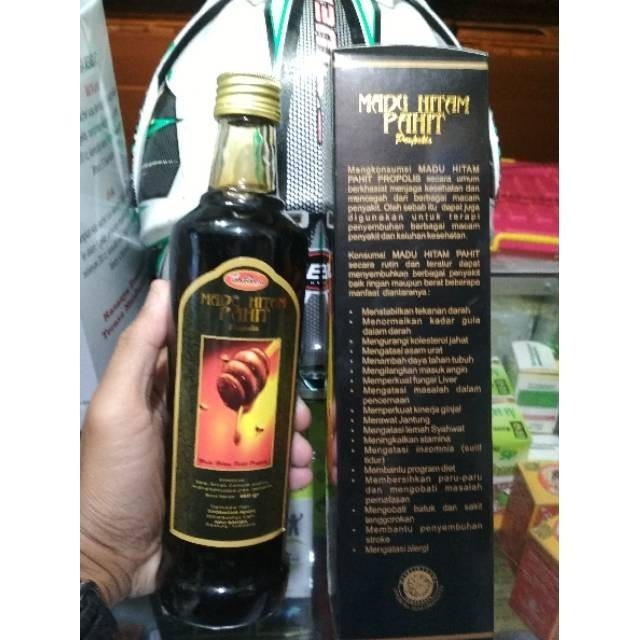 MADU HITAM
PAHIT
Propolis
MADU HITAM
PAHIT
Propolis
Mengkonsumsi MADU HITAM
PAHIT PROPOLIS secara umum
berkhasiat menjaga kesehatan dan
mencegah dari berbagai macam
penyakit. Oleh sebab itu dapat juga
digunakan untuk terapi
penyembuhan berbagai macam
penyakit dan keluhan kesehatan.
Konsumsi MADU HITAM PAHIT
secara rutin dan teratur dapat
menyembuhkan berbagai penyakit
baik ringan maupun berat beberapa
manfaat diantaranya :
• Menstabilkan tekanan darah
• Menormalkan kadar gula
dalam darah
• Mengurangi kolesterol jahat
• Mengatasi asam urat
• Menambah daya tahan tubuh
• Menghilangkan masuk angin
• Memperkuat fungsi Liver
• Mengatasi masalah dalam
pencernaan
• Memperkuat kinerja ginjal
• Merawat Jantung
• Mengatasi lemah Syahwat
• Meningkatkan stamina
• Mengatasi insomnia (sulit
tidur)
• Membantu program diet
• Membersihkan paru-paru
dan mengobati masalah
pernafasan
• Mengobati batuk dan sakit
tenggorokan
• Membantu penyembuhan
stroke
• Mengatasi alergi